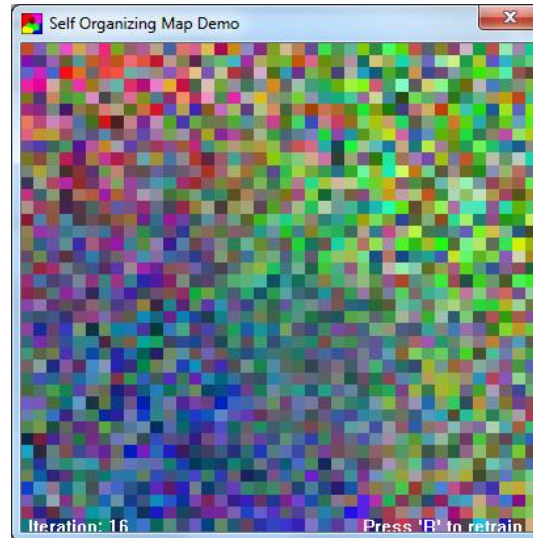 Self Organizing Map Demo
Iteration: 16
Press 'R' to retrain